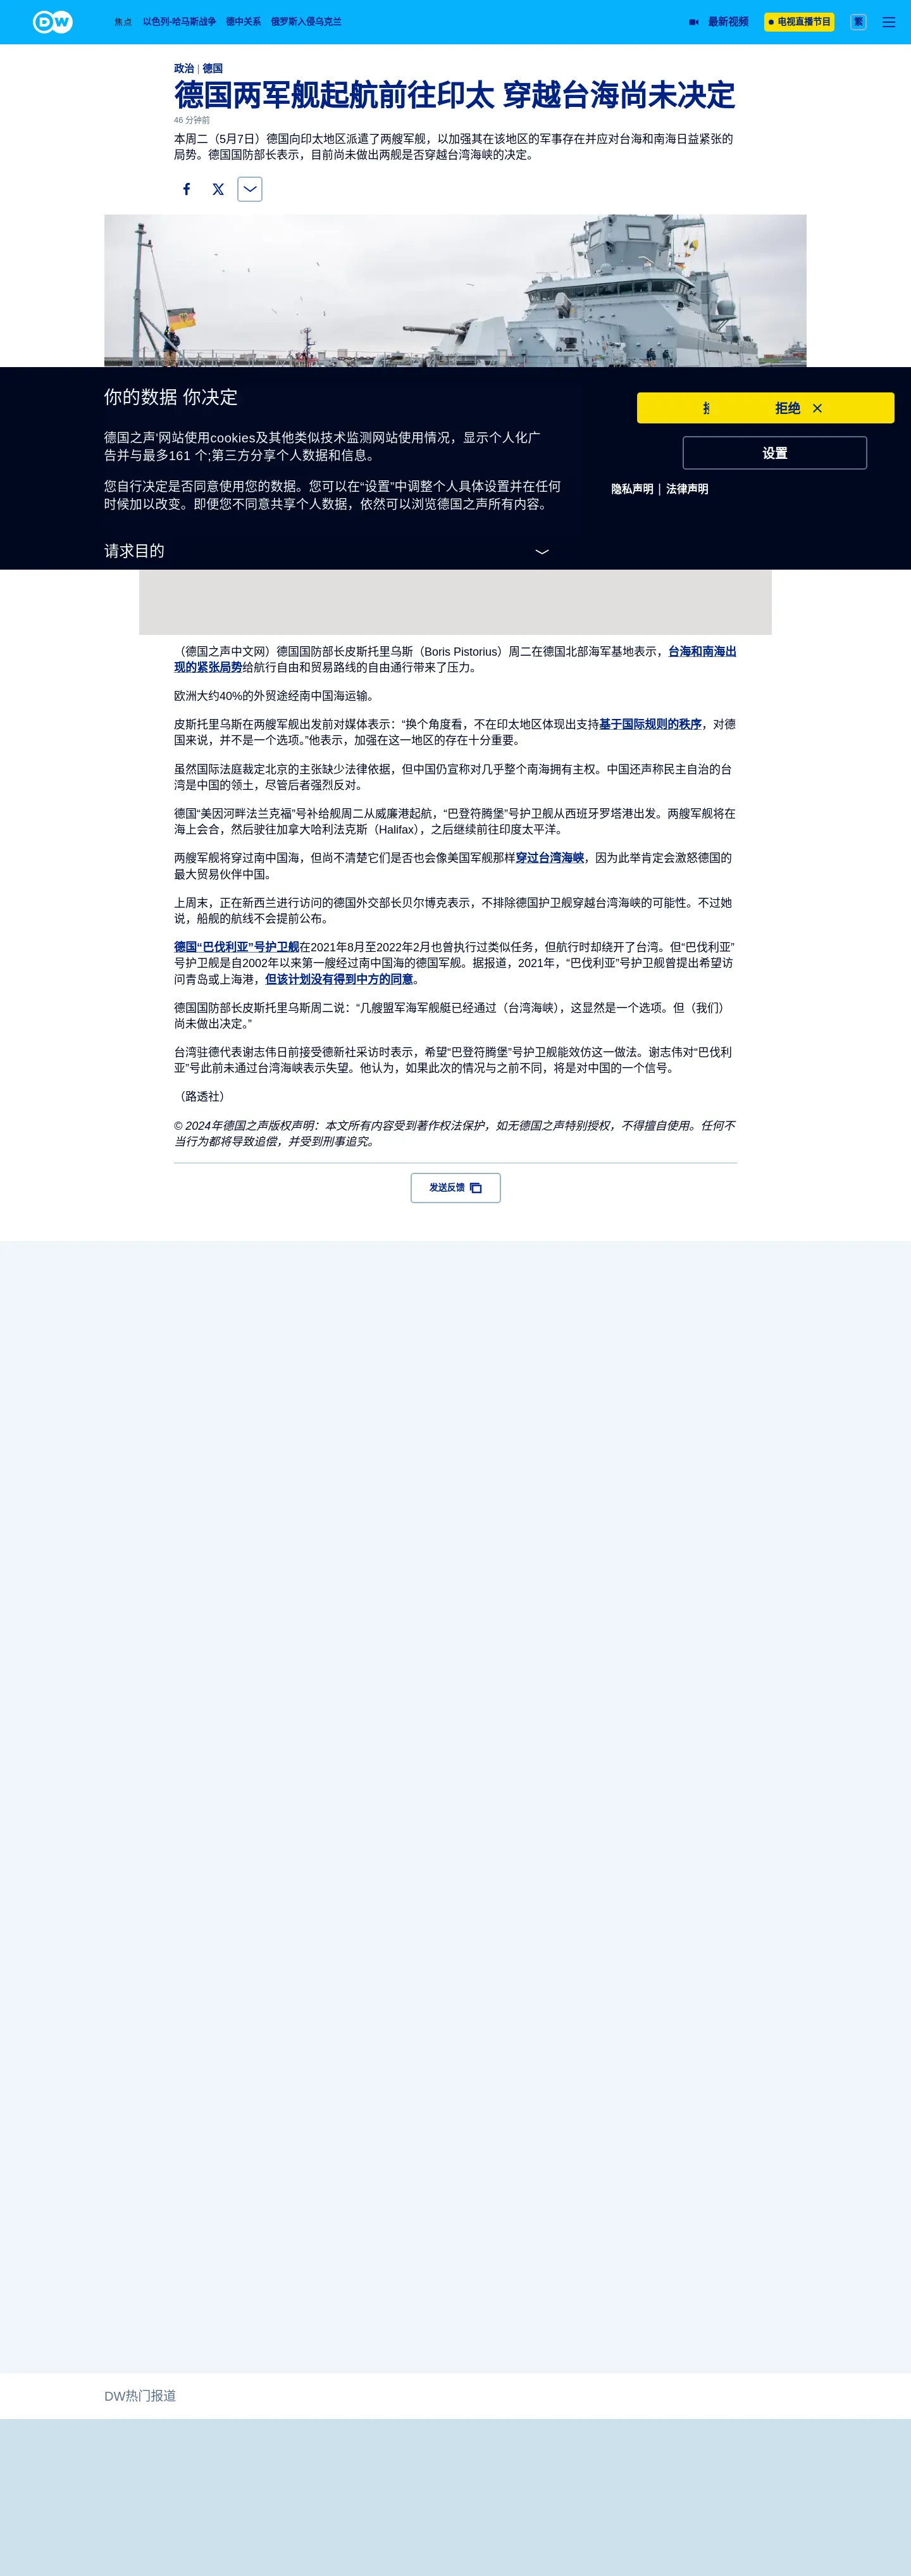 DW
焦点 以色列-哈马斯战争 德中关系 俄罗斯入侵乌克兰 最新视频 电视直播节目 繁
政治 | 德国
德国两军舰起航前往印太 穿越台海尚未决定
46 分钟前
本周二（5月7日）德国向印太地区派遣了两艘军舰，以加强其在该地区的军事存在并应对台海和南海日益紧张的
局势。德国国防部长表示，目前尚未做出两舰是否穿越台湾海峡的决定。
你的数据 你决定
德国之声'网站使用cookies及其他类似技术监测网站使用情况，显示个人化广
告并与最多161 个;第三方分享个人数据和信息。
您自行决定是否同意使用您的数据。您可以在“设置”中调整个人具体设置并在任何
时候加以改变。即便您不同意共享个人数据，依然可以浏览德国之声所有内容。
请求目的
拒绝
设置
隐私声明 | 法律声明
（德国之声中文网）德国国防部长皮斯托里乌斯（Boris Pistorius）周二在德国北部海军基地表示，台海和南海出
现的紧张局势给航行自由和贸易路线的自由通行带来了压力。
欧洲大约40%的外贸途经南中国海运输。
皮斯托里乌斯在两艘军舰出发前对媒体表示：“换个角度看，不在印太地区体现出支持基于国际规则的秩序，对德
国来说，并不是一个选项。”他表示，加强在这一地区的存在十分重要。
虽然国际法庭裁定北京的主张缺少法律依据，但中国仍宣称对几乎整个南海拥有主权。中国还声称民主自治的台
湾是中国的领土，尽管后者强烈反对。
德国“美因河畔法兰克福”号补给舰周二从威廉港起航，“巴登符腾堡”号护卫舰从西班牙罗塔港出发。两艘军舰将在
海上会合，然后驶往加拿大哈利法克斯（Halifax），之后继续前往印度太平洋。
两艘军舰将穿过南中国海，但尚不清楚它们是否也会像美国军舰那样穿过台湾海峡，因为此举肯定会激怒德国的
最大贸易伙伴中国。
上周末，正在新西兰进行访问的德国外交部长贝尔博克表示，不排除德国护卫舰穿越台湾海峡的可能性。不过她
说，船舰的航线不会提前公布。
德国“巴伐利亚”号护卫舰在2021年8月至2022年2月也曾执行过类似任务，但航行时却绕开了台湾。但“巴伐利亚”
号护卫舰是自2002年以来第一艘经过南中国海的德国军舰。据报道，2021年，“巴伐利亚”号护卫舰曾提出希望访
问青岛或上海港，但该计划没有得到中方的同意。
德国国防部长皮斯托里乌斯周二说：“几艘盟军海军舰艇已经通过（台湾海峡），这显然是一个选项。但（我们）
尚未做出决定。”
台湾驻德代表谢志伟日前接受德新社采访时表示，希望“巴登符腾堡”号护卫舰能效仿这一做法。谢志伟对“巴伐利
亚”号此前未通过台湾海峡表示失望。他认为，如果此次的情况与之前不同，将是对中国的一个信号。
（路透社）
© 2024年德国之声版权声明：本文所有内容受到著作权法保护，如无德国之声特别授权，不得擅自使用。任何不
当行为都将导致追偿，并受到刑事追究。
发送反馈
DW热门报道